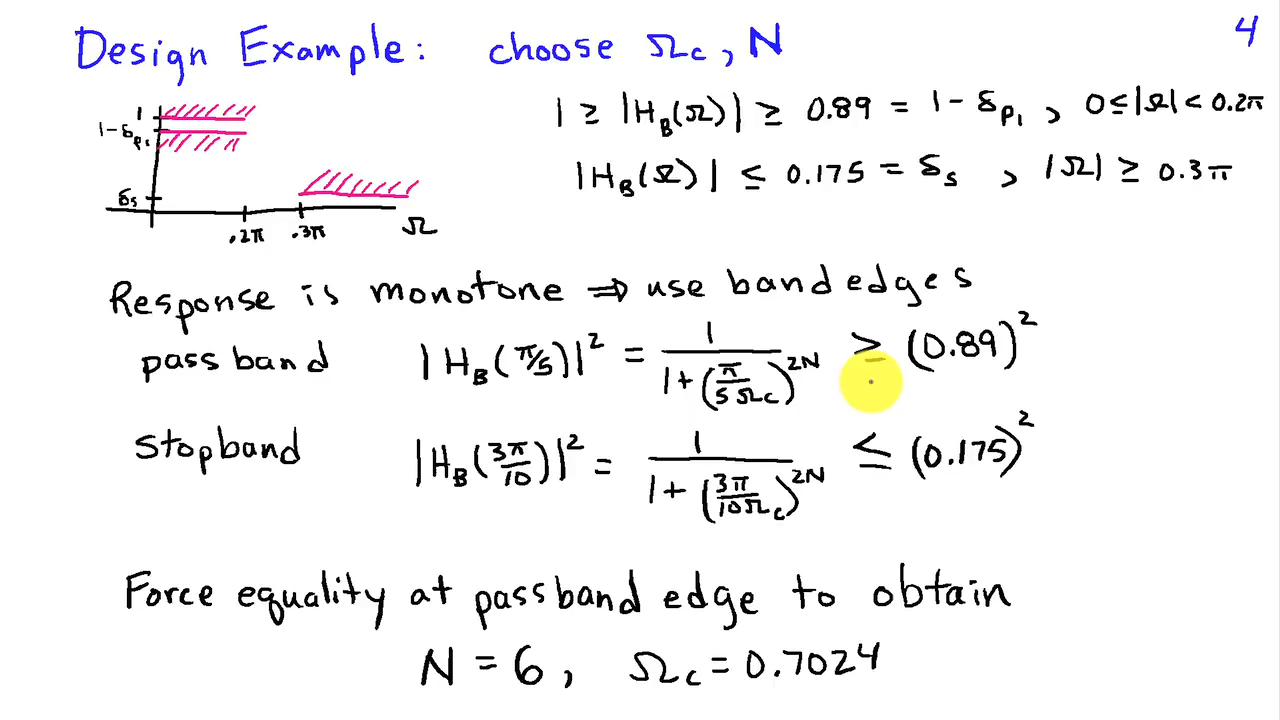 Design Example: choose Ωc, N
4
1
1-δp1
δs
.2π .3π Ω
1 ≥ |HB(Ω)| ≥ 0.89 = 1-δp1, 0≤|Ω|<0.2π
|HB(Ω)| ≤ 0.175 = δs, |Ω| ≥ 0.3π
Response is monotone ⇒ use band edges
passband |HB(π/5)|² = 1/(1+(π/5Ωc)^2N) ≥ (0.89)²
Stopband |HB(3π/10)|² = 1/(1+(3π/10Ωc)^2N) ≤ (0.175)²
Force equality at passband edge to obtain
N = 6, Ωc = 0.7024